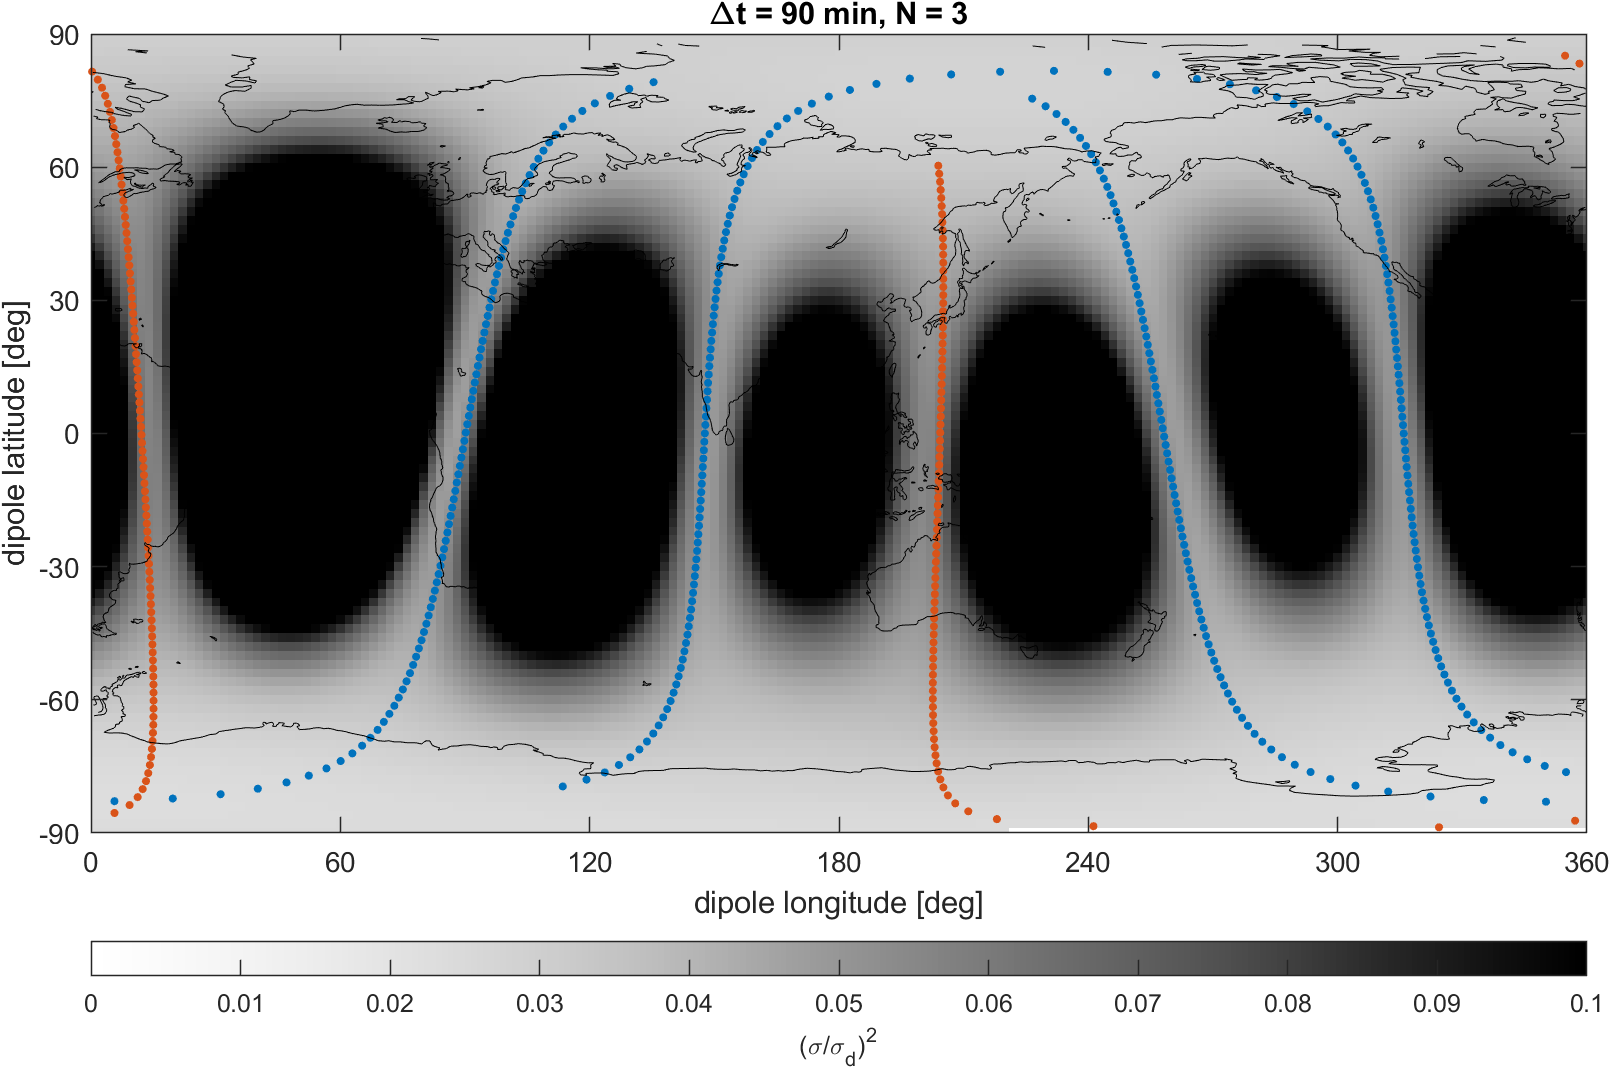 Δt = 90 min, N = 3
90
60
30
0
-30
-60
-90
dipole latitude [deg]
0 60 120 180 240 300 360
dipole longitude [deg]
0 0.01 0.02 0.03 0.04 0.05 0.06 0.07 0.08 0.09 0.1
(σ/σ_d)²